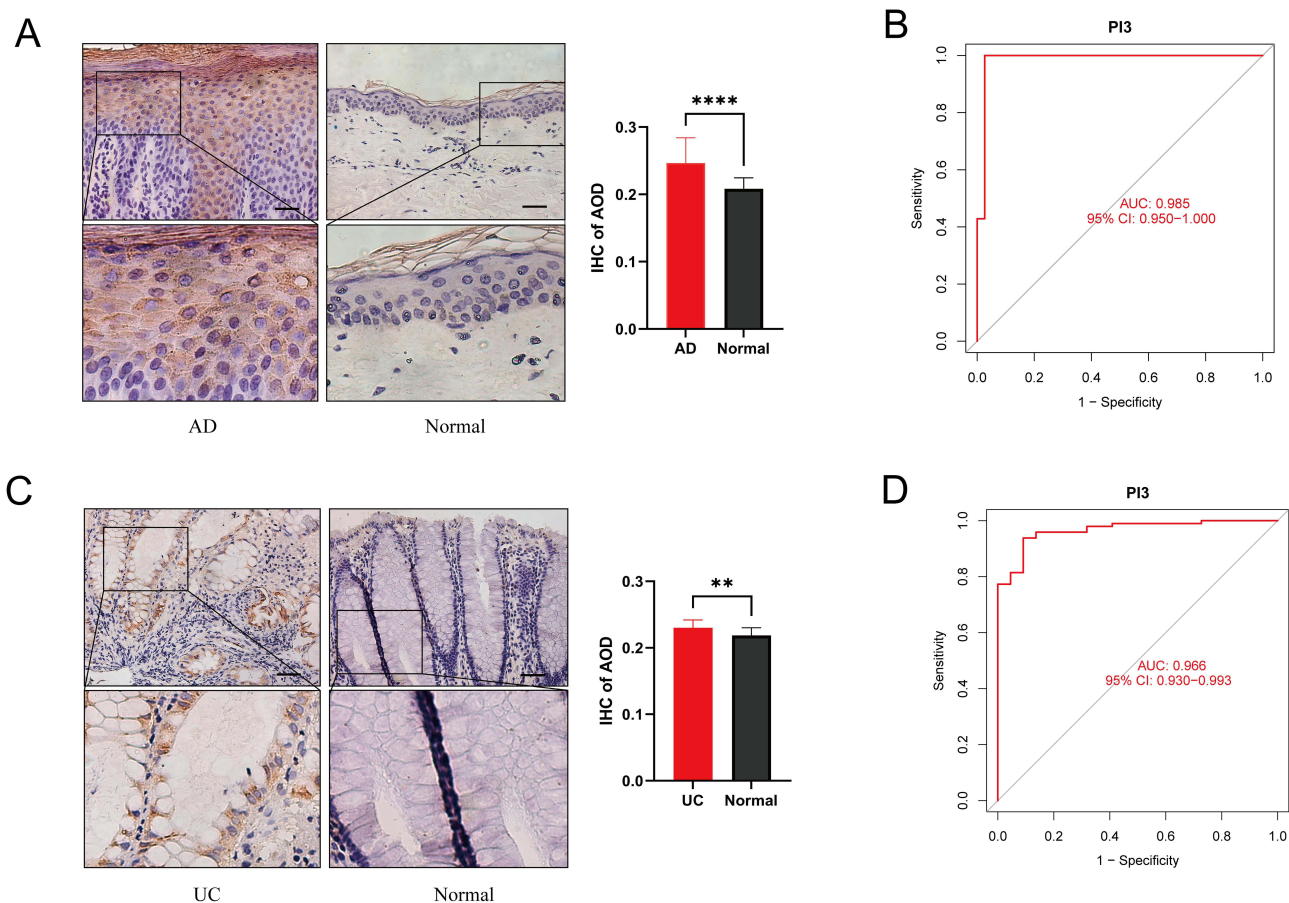 A
AD
Normal
IHC of AOD
0.3
0.2
0.1
0.0
****
AD
Normal
B
PI3
Sensitivity
1.0
0.8
0.6
0.4
0.2
0.0
AUC: 0.985
95% CI: 0.950−1.000
0.0 0.2 0.4 0.6 0.8 1.0
1 − Specificity
C
UC
Normal
IHC of AOD
0.3
0.2
0.1
0.0
**
UC
Normal
D
PI3
Sensitivity
1.0
0.8
0.6
0.4
0.2
0.0
AUC: 0.966
95% CI: 0.930−0.993
0.0 0.2 0.4 0.6 0.8 1.0
1 − Specificity